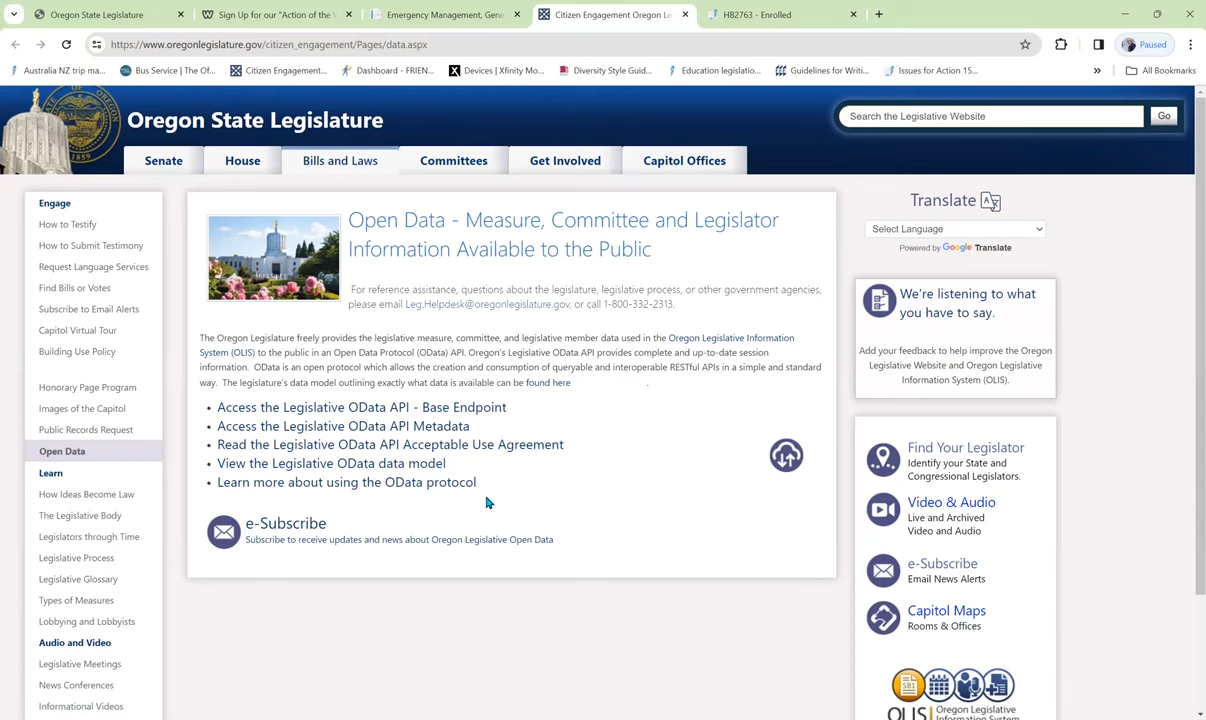 Oregon State Legislature
Sign Up for our "Action of the W
Emergency Management, Gene
Citizen Engagement Oregon Le
HB2763 - Enrolled
https://www.oregonlegislature.gov/citizen_engagement/Pages/data.aspx
Paused
Australia NZ trip ma...
Bus Service | The Of...
Citizen Engagement...
Dashboard - FRIEN...
Devices | Xfinity Mo...
Diversity Style Guid...
Education legislatio...
Guidelines for Writi...
Issues for Action 15...
»
All Bookmarks
Oregon State Legislature
Search the Legislative Website
Go
Senate
House
Bills and Laws
Committees
Get Involved
Capitol Offices
1859
Engage
How to Testify
How to Submit Testimony
Request Language Services
Find Bills or Votes
Subscribe to Email Alerts
Capitol Virtual Tour
Building Use Policy
Honorary Page Program
Images of the Capitol
Public Records Request
Open Data
Learn
How Ideas Become Law
The Legislative Body
Legislators through Time
Legislative Process
Legislative Glossary
Types of Measures
Lobbying and Lobbyists
Audio and Video
Legislative Meetings
News Conferences
Informational Videos
Open Data - Measure, Committee and Legislator
Information Available to the Public
For reference assistance, questions about the legislature, legislative process, or other government agencies,
please email Leg.Helpdesk@oregonlegislature.gov, or call 1-800-332-2313.
The Oregon Legislature freely provides the legislative measure, committee, and legislative member data used in the Oregon Legislative Information
System (OLIS) to the public in an Open Data Protocol (OData) API. Oregon's Legislative OData API provides complete and up-to-date session
information. OData is an open protocol which allows the creation and consumption of queryable and interoperable RESTful APIs in a simple and standard
way. The legislature's data model outlining exactly what data is available can be found here .
• Access the Legislative OData API - Base Endpoint
• Access the Legislative OData API Metadata
• Read the Legislative OData API Acceptable Use Agreement
• View the Legislative OData data model
• Learn more about using the OData protocol
e-Subscribe
Subscribe to receive updates and news about Oregon Legislative Open Data
Translate
Select Language
Powered by Google Translate
We're listening to what
you have to say.
Add your feedback to help improve the Oregon
Legislative Website and Oregon Legislative
Information System (OLIS).
Find Your Legislator
Identify your State and
Congressional Legislators.
Video & Audio
Live and Archived
Video and Audio
e-Subscribe
Email News Alerts
Capitol Maps
Rooms & Offices
SB1
OLIS
Oregon Legislative
Information System